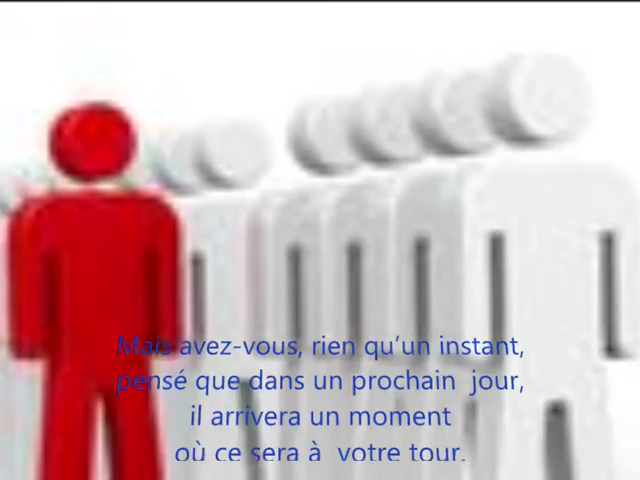 Mais avez-vous, rien qu'un instant,
pensé que dans un prochain jour,
il arrivera un moment
où ce sera à votre tour.